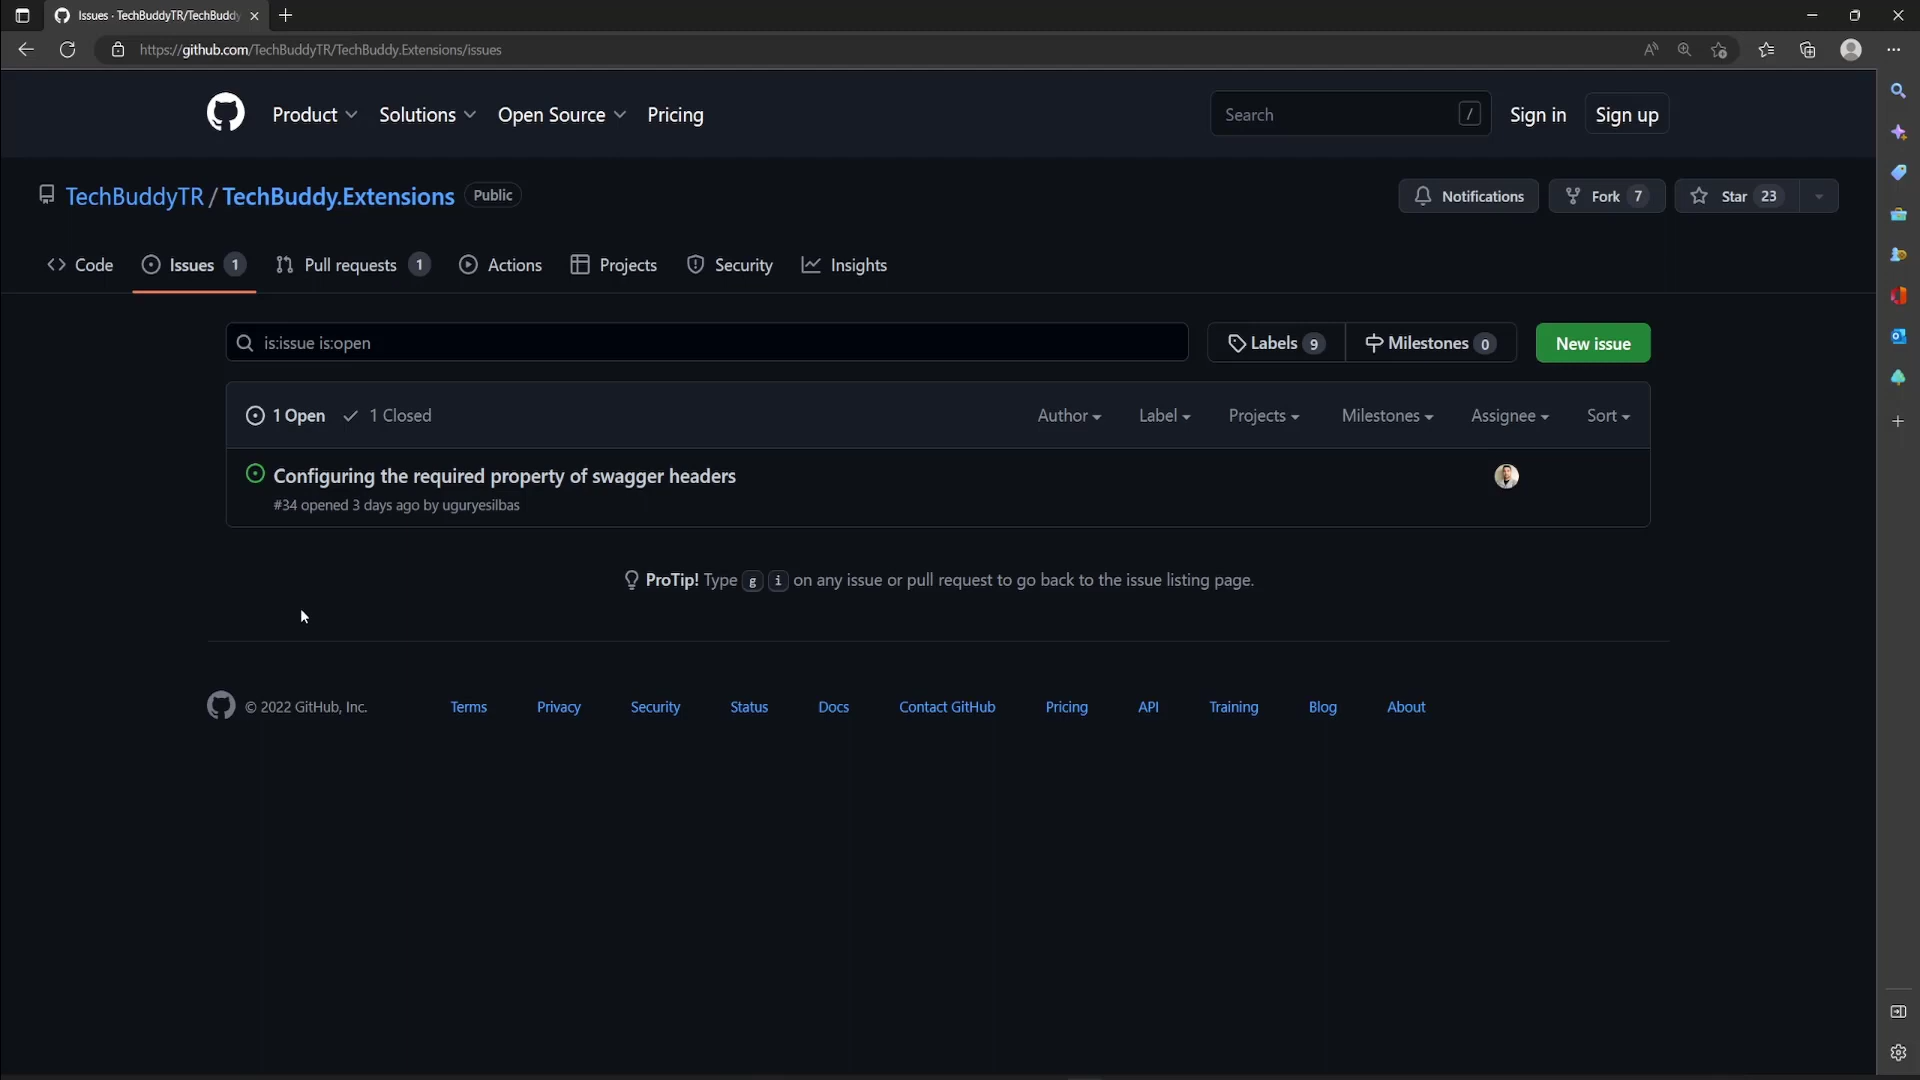 Issues · TechBuddyTR/TechBuddy
https://github.com/TechBuddyTR/TechBuddy.Extensions/issues
Product Solutions Open Source Pricing Search / Sign in Sign up
TechBuddyTR / TechBuddy.Extensions Public Notifications Fork 7 Star 23
Code Issues 1 Pull requests 1 Actions Projects Security Insights
is:issue is:open Labels 9 Milestones 0 New issue
1 Open 1 Closed Author Label Projects Milestones Assignee Sort
Configuring the required property of swagger headers
#34 opened 3 days ago by uguryesilbas
ProTip! Type g i on any issue or pull request to go back to the issue listing page.
© 2022 GitHub, Inc. Terms Privacy Security Status Docs Contact GitHub Pricing API Training Blog About